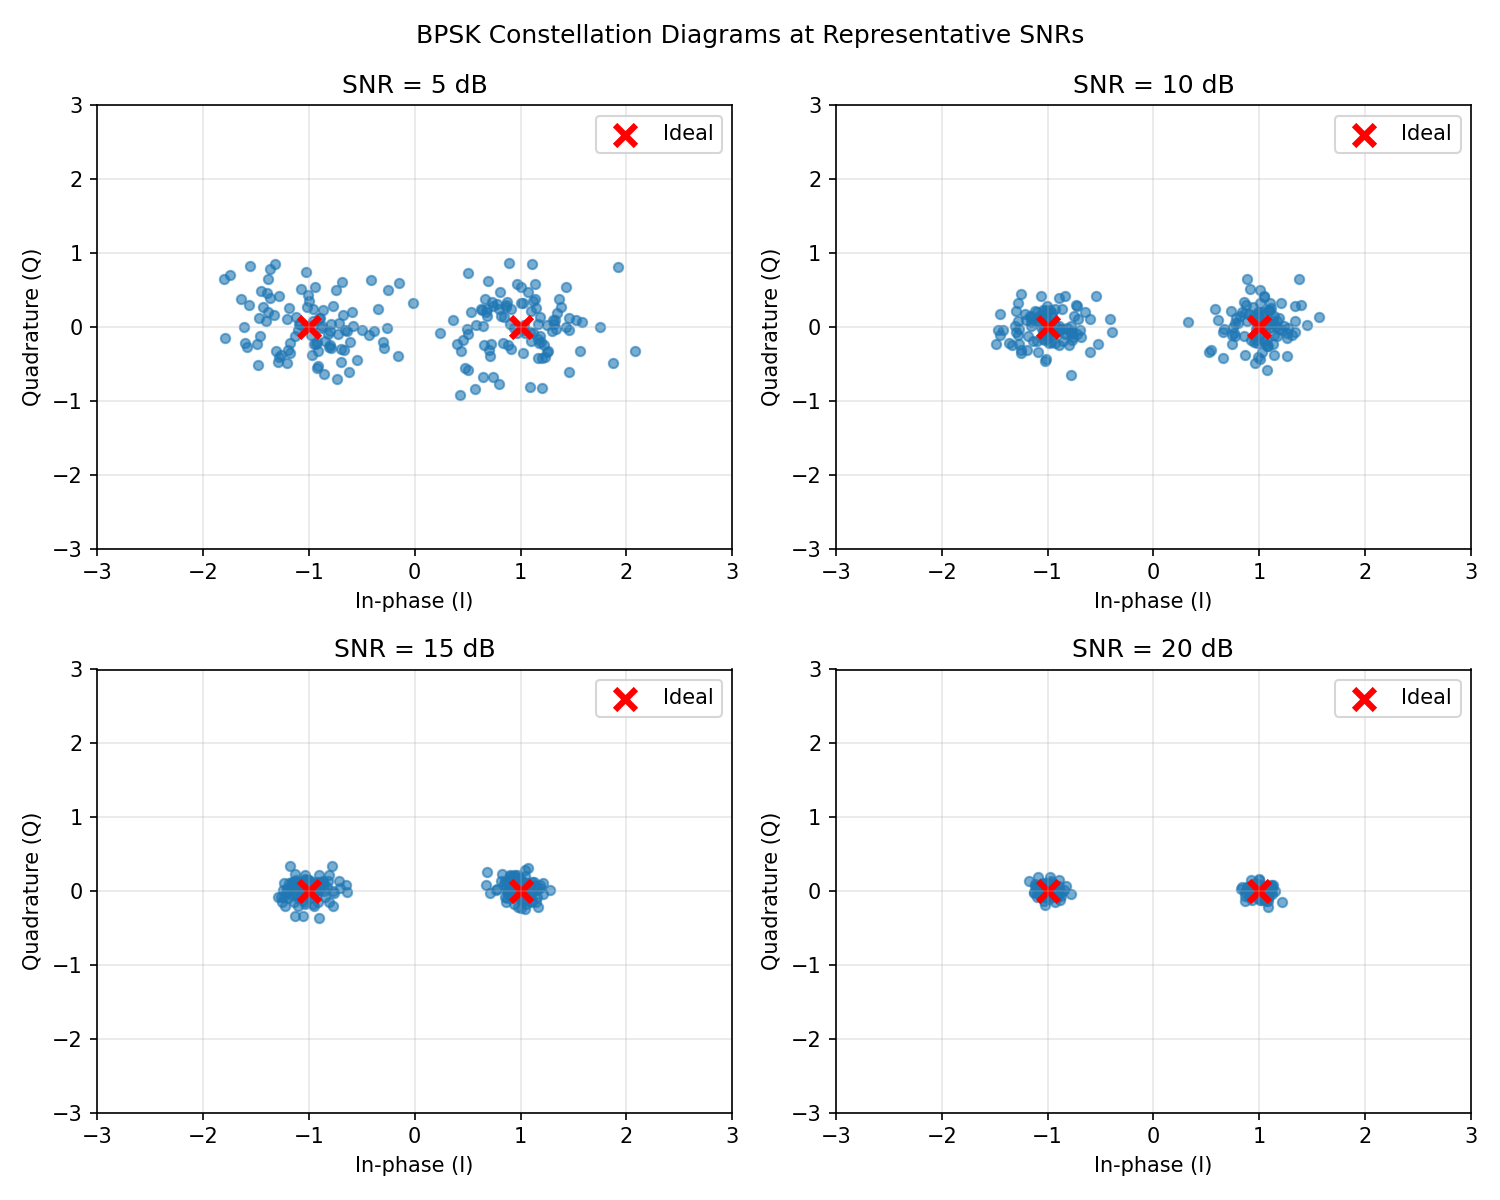 BPSK Constellation Diagrams at Representative SNRs
SNR = 5 dB
3
2
1
0
−1
−2
−3
Quadrature (Q)
Ideal
−3 −2 −1 0 1 2 3
In-phase (I)
SNR = 10 dB
3
2
1
0
−1
−2
−3
Quadrature (Q)
Ideal
−3 −2 −1 0 1 2 3
In-phase (I)
SNR = 15 dB
3
2
1
0
−1
−2
−3
Quadrature (Q)
Ideal
−3 −2 −1 0 1 2 3
In-phase (I)
SNR = 20 dB
3
2
1
0
−1
−2
−3
Quadrature (Q)
Ideal
−3 −2 −1 0 1 2 3
In-phase (I)